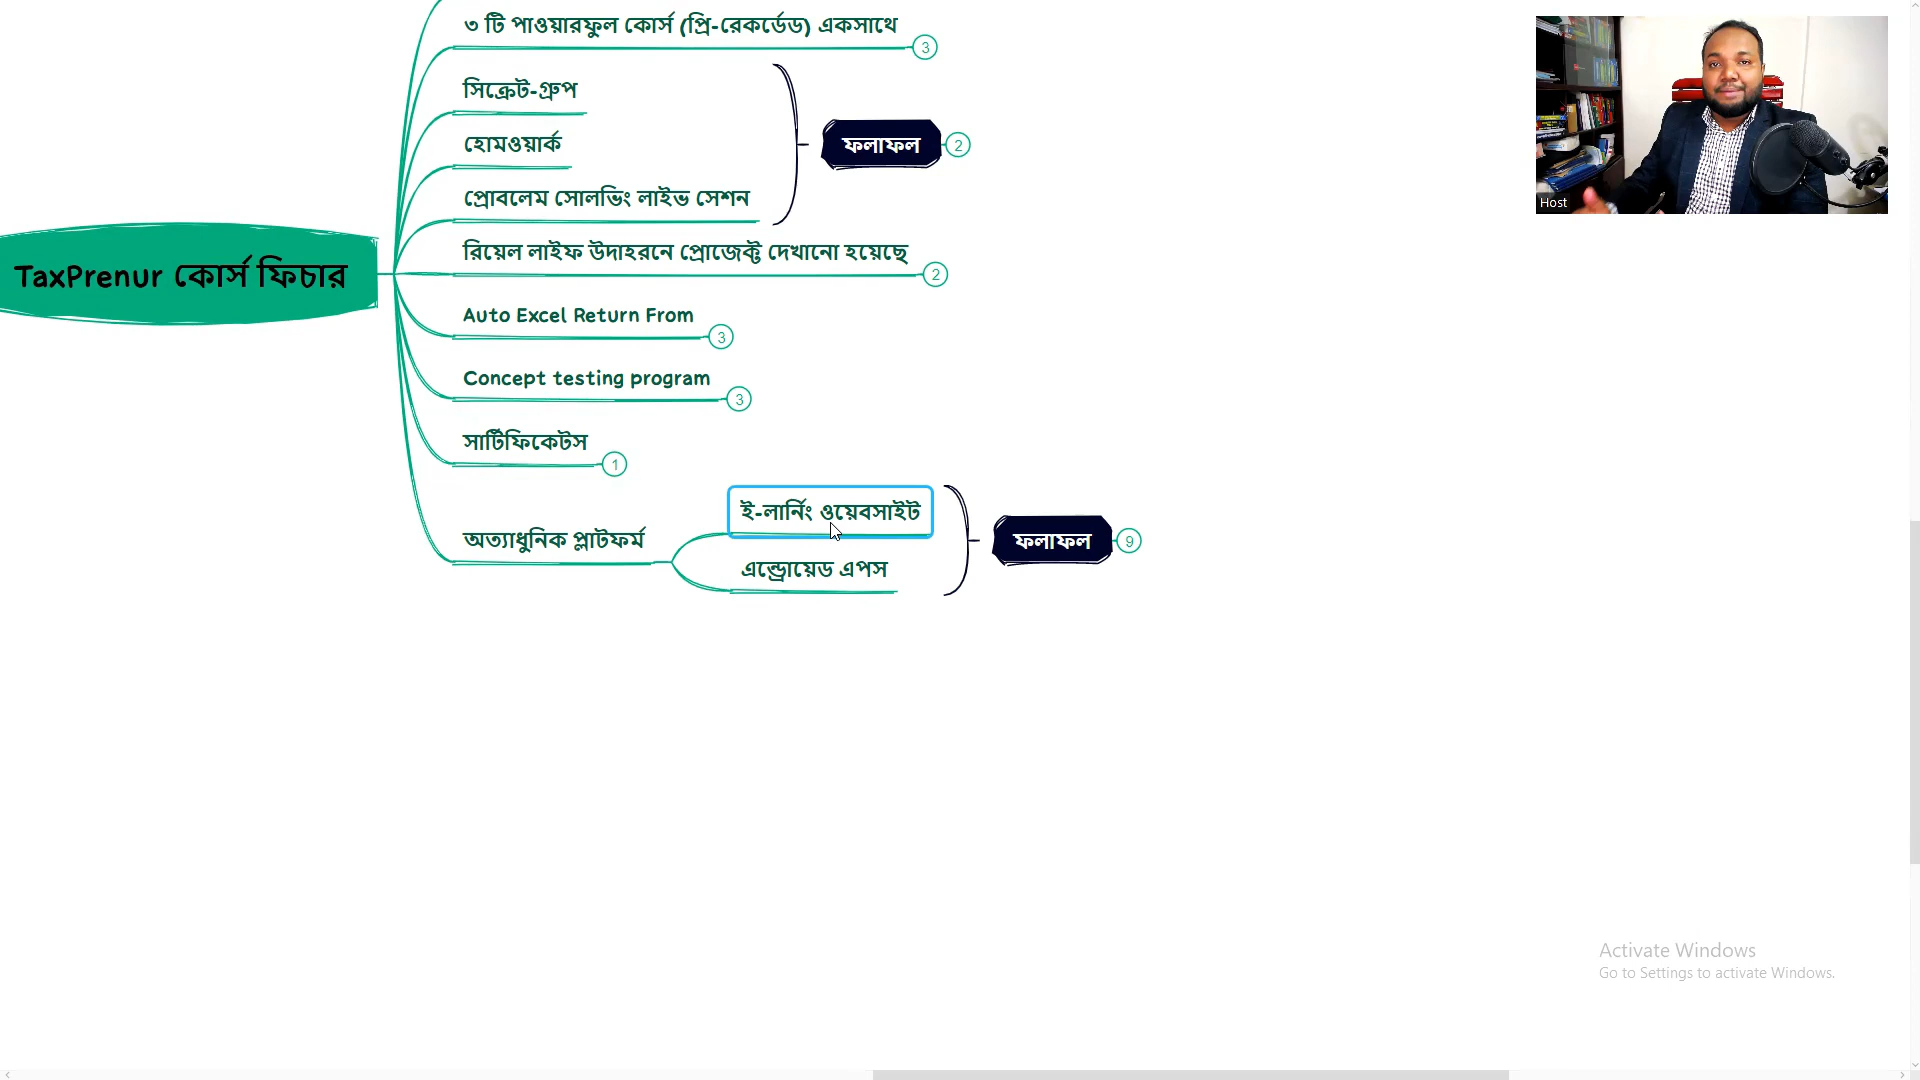 ৩ টি পাওয়ারফুল কোর্স (প্রি-রেকর্ডেড) একসাথে
3
সিক্রেট-গ্রুপ
হোমওয়ার্ক
ফলাফল
2
প্রোবলেম সোলভিং লাইভ সেশন
রিয়েল লাইফ উদাহরনে প্রোজেক্ট দেখানো হয়েছে
2
TaxPrenur কোর্স ফিচার
Auto Excel Return From
3
Concept testing program
3
সার্টিফিকেটস
1
অত্যাধুনিক প্লাটফর্ম
ই-লার্নিং ওয়েবসাইট
এন্ড্রোয়েড এপস
ফলাফল
9
Host
Activate Windows
Go to Settings to activate Windows.